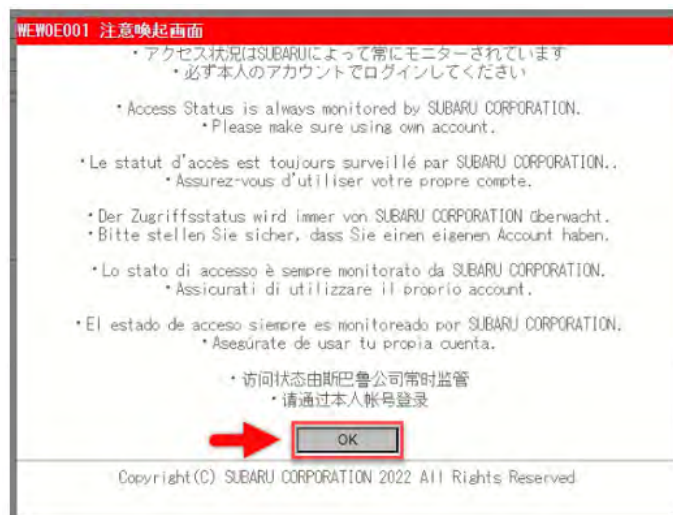 WEWOE001 注意喚起画面
・アクセス状況はSUBARUによって常にモニターされています
・必ず本人のアカウントでログインしてください
・Access Status is always monitored by SUBARU CORPORATION.
・Please make sure using own account.
・Le statut d'accès est toujours surveillé par SUBARU CORPORATION..
・Assurez-vous d'utiliser votre propre compte.
・Der Zugriffsstatus wird immer von SUBARU CORPORATION überwacht.
・Bitte stellen Sie sicher, dass Sie einen eigenen Account haben.
・Lo stato di accesso è sempre monitorato da SUBARU CORPORATION.
・Assicurati di utilizzare il proprio account.
・El estado de acceso siempre es monitoreado por SUBARU CORPORATION.
・Asegúrate de usar tu propia cuenta.
・访问状态由斯巴鲁公司常时监管
・请通过本人帐号登录
OK
Copyright(C) SUBARU CORPORATION 2022 All Rights Reserved